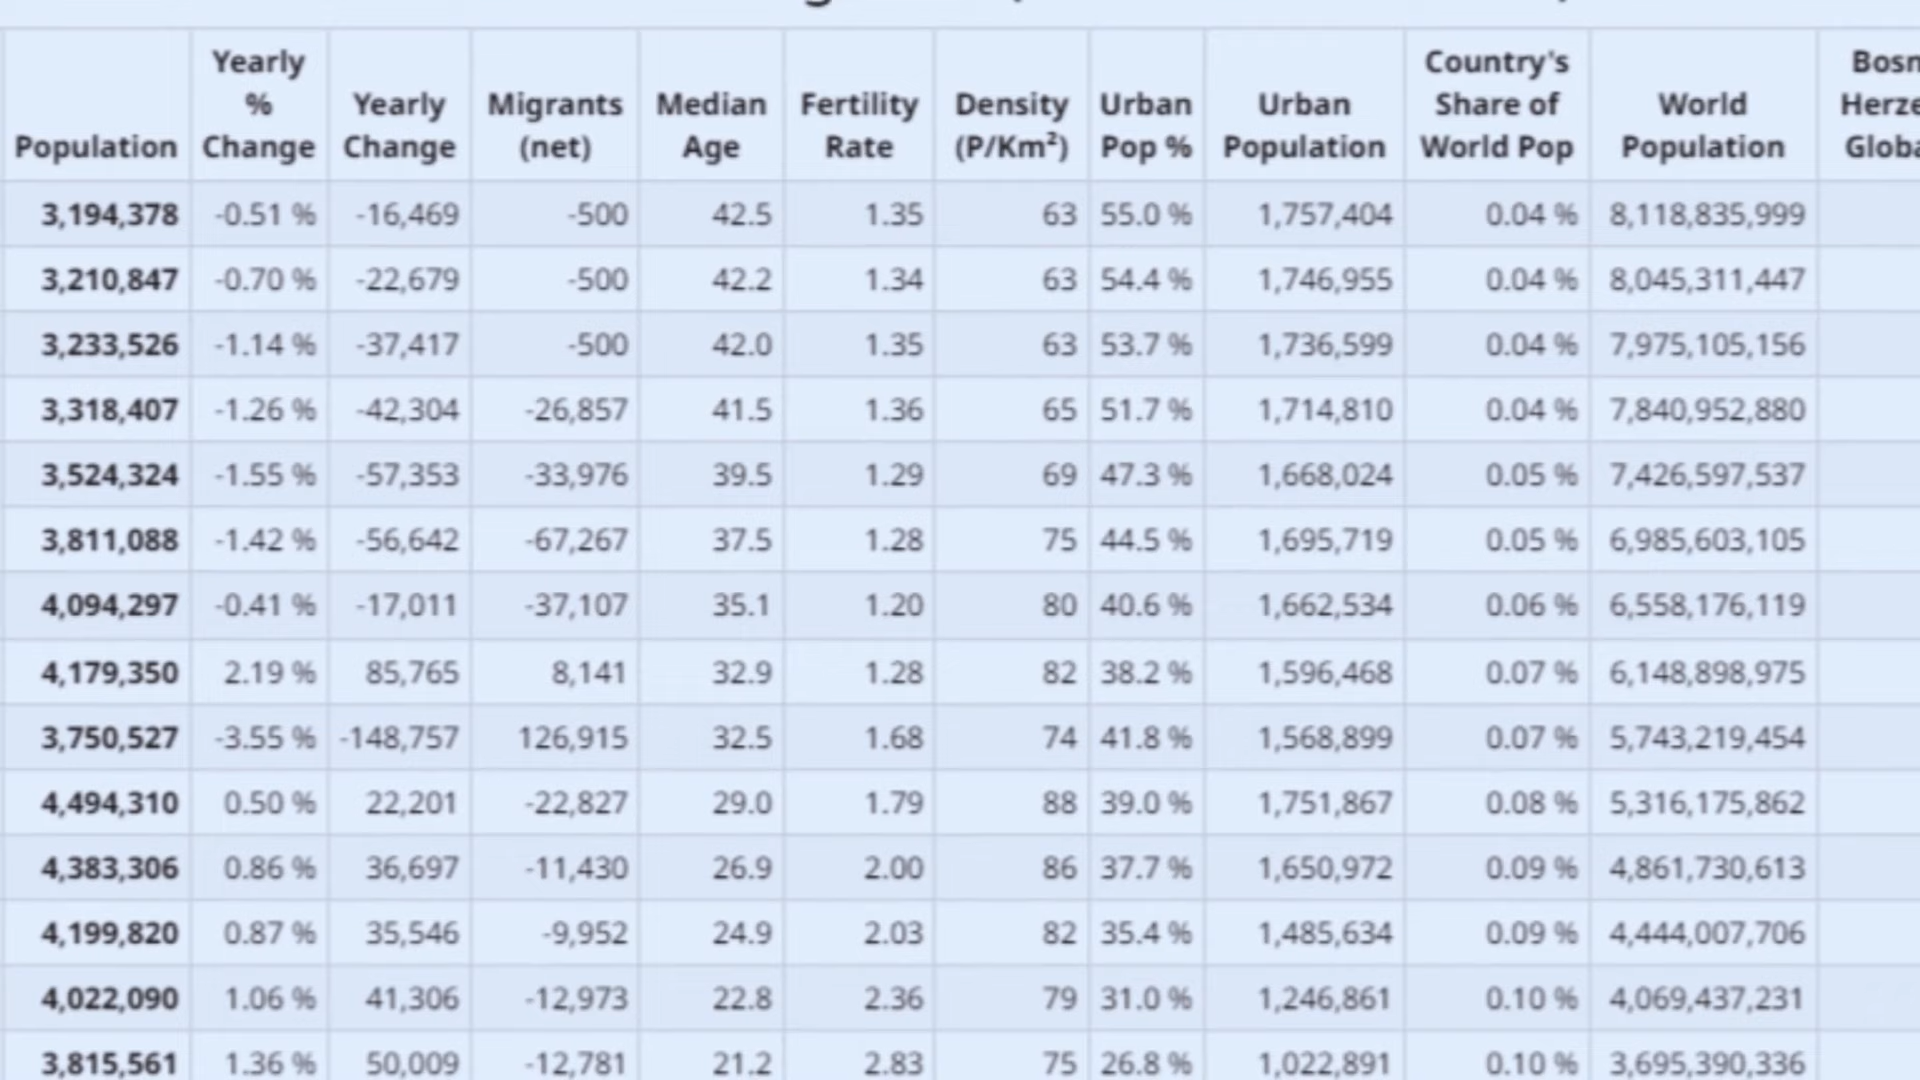 Population Yearly % Change Yearly Change Migrants (net) Median Age Fertility Rate Density (P/Km²) Urban Pop % Urban Population Country's Share of World Pop World Population
3,194,378 -0.51 % -16,469 -500 42.5 1.35 63 55.0 % 1,757,404 0.04 % 8,118,835,999
3,210,847 -0.70 % -22,679 -500 42.2 1.34 63 54.4 % 1,746,955 0.04 % 8,045,311,447
3,233,526 -1.14 % -37,417 -500 42.0 1.35 63 53.7 % 1,736,599 0.04 % 7,975,105,156
3,318,407 -1.26 % -42,304 -26,857 41.5 1.36 65 51.7 % 1,714,810 0.04 % 7,840,952,880
3,524,324 -1.55 % -57,353 -33,976 39.5 1.29 69 47.3 % 1,668,024 0.05 % 7,426,597,537
3,811,088 -1.42 % -56,642 -67,267 37.5 1.28 75 44.5 % 1,695,719 0.05 % 6,985,603,105
4,094,297 -0.41 % -17,011 -37,107 35.1 1.20 80 40.6 % 1,662,534 0.06 % 6,558,176,119
4,179,350 2.19 % 85,765 8,141 32.9 1.28 82 38.2 % 1,596,468 0.07 % 6,148,898,975
3,750,527 -3.55 % -148,757 126,915 32.5 1.68 74 41.8 % 1,568,899 0.07 % 5,743,219,454
4,494,310 0.50 % 22,201 -22,827 29.0 1.79 88 39.0 % 1,751,867 0.08 % 5,316,175,862
4,383,306 0.86 % 36,697 -11,430 26.9 2.00 86 37.7 % 1,650,972 0.09 % 4,861,730,613
4,199,820 0.87 % 35,546 -9,952 24.9 2.03 82 35.4 % 1,485,634 0.09 % 4,444,007,706
4,022,090 1.06 % 41,306 -12,973 22.8 2.36 79 31.0 % 1,246,861 0.10 % 4,069,437,231
3,815,561 1.36 % 50,009 -12,781 21.2 2.83 75 26.8 % 1,022,891 0.10 % 3,695,390,336